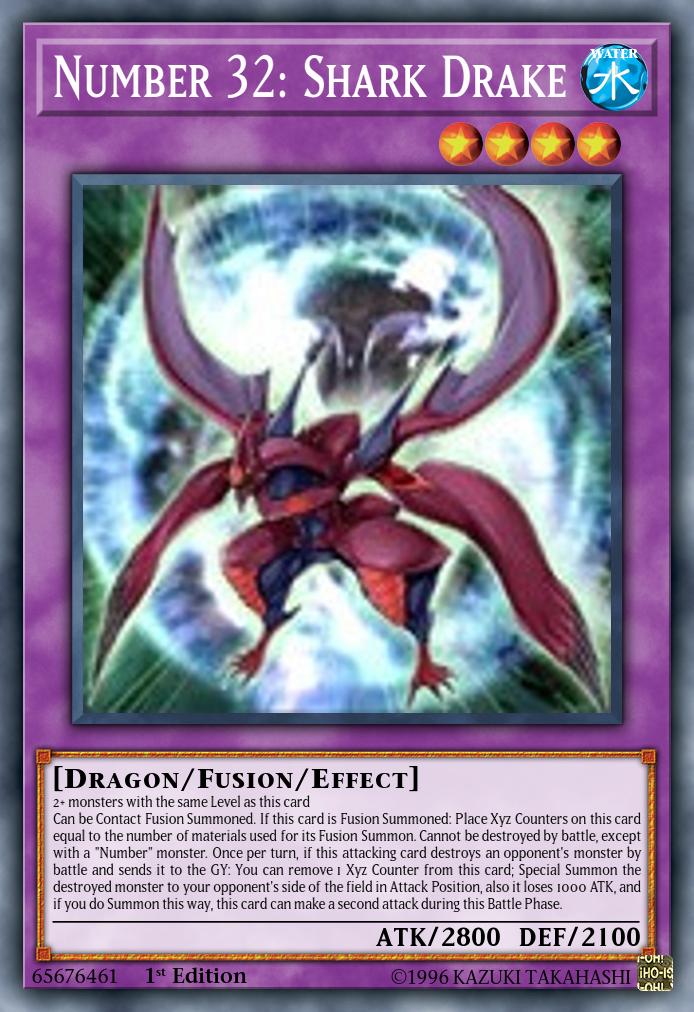 Number 32: Shark Drake
WATER
水
[Dragon/Fusion/Effect]
2+ monsters with the same Level as this card
Can be Contact Fusion Summoned. If this card is Fusion Summoned: Place Xyz Counters on this card
equal to the number of materials used for its Fusion Summon. Cannot be destroyed by battle, except
with a "Number" monster. Once per turn, if this attacking card destroys an opponent's monster by
battle and sends it to the GY: You can remove 1 Xyz Counter from this card; Special Summon the
destroyed monster to your opponent's side of the field in Attack Position, also it loses 1000 ATK, and
if you do Summon this way, this card can make a second attack during this Battle Phase.
ATK/2800 DEF/2100
65676461 1st Edition ©1996 KAZUKI TAKAHASHI